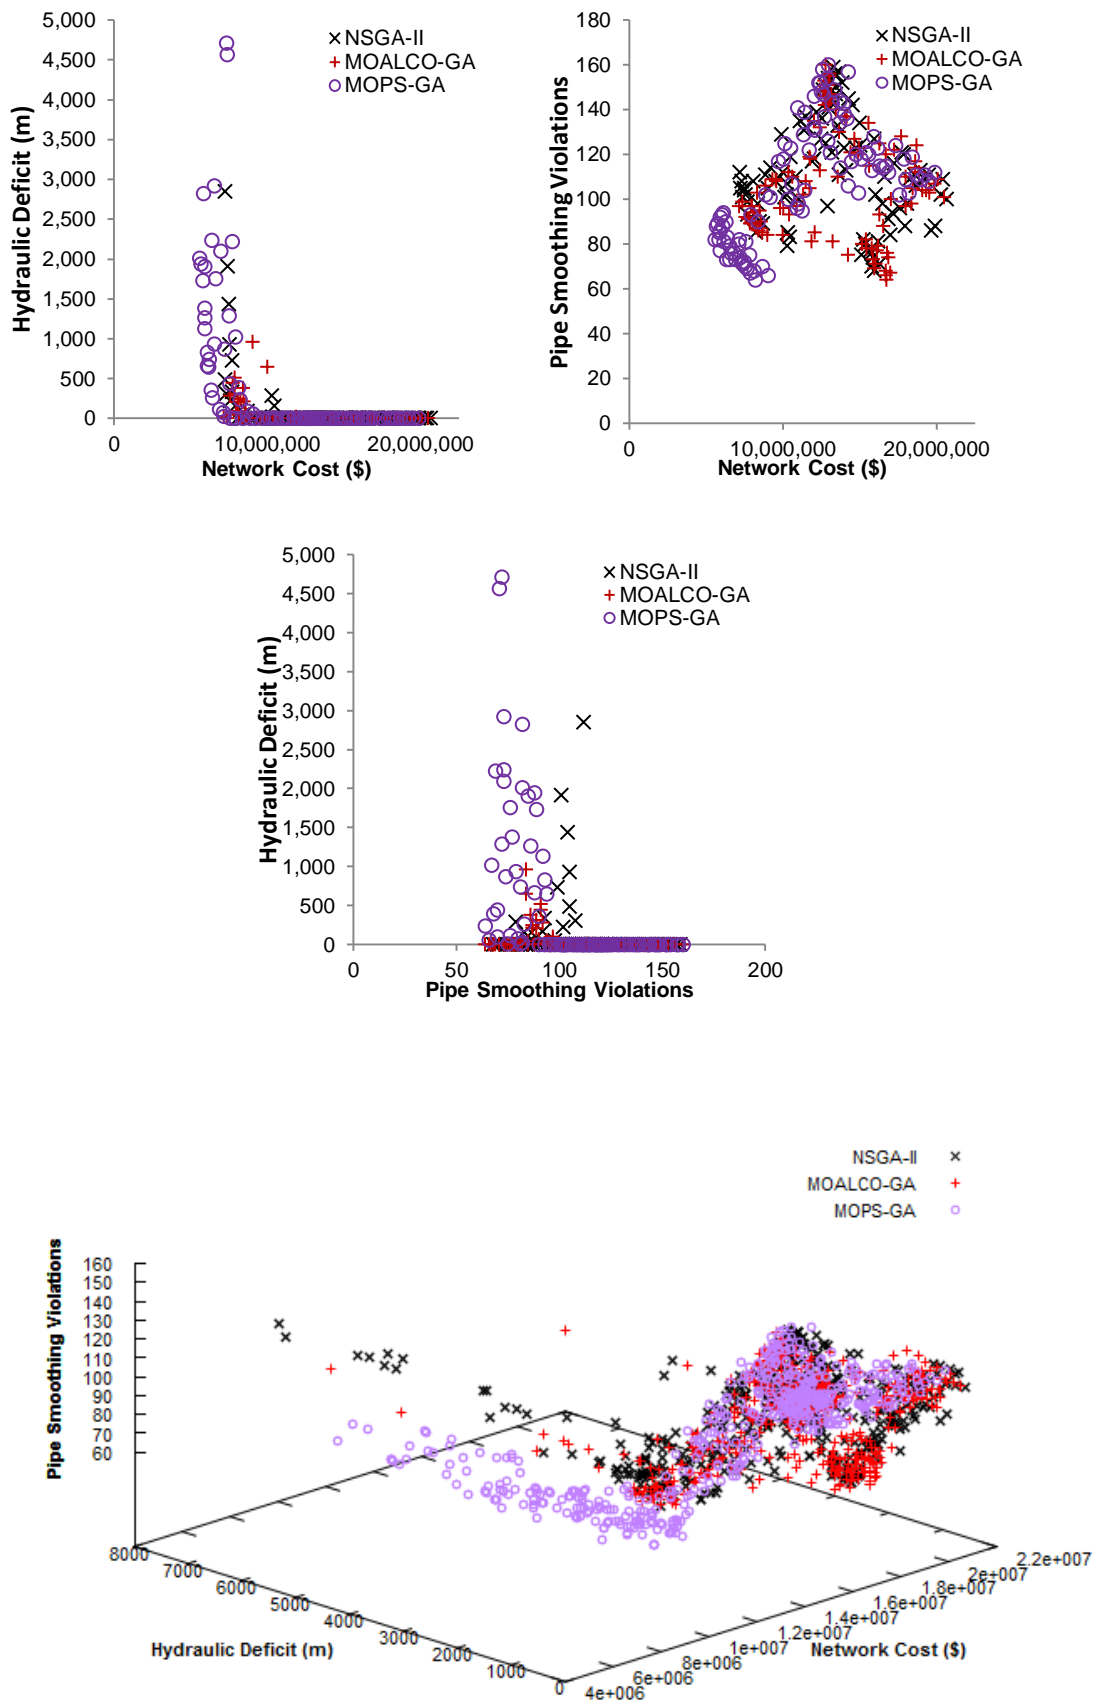 5,000
4,500
4,000
3,500
3,000
2,500
2,000
1,500
1,000
500
0
Hydraulic Deficit (m)
NSGA-II
MOALCO-GA
MOPS-GA
0
10,000,000
20,000,000
Network Cost ($)
180
160
140
120
100
80
60
40
20
0
Pipe Smoothing Violations
NSGA-II
MOALCO-GA
MOPS-GA
0
10,000,000
20,000,000
Network Cost ($)
5,000
4,500
4,000
3,500
3,000
2,500
2,000
1,500
1,000
500
0
Hydraulic Deficit (m)
NSGA-II
MOALCO-GA
MOPS-GA
0
50
100
150
200
Pipe Smoothing Violations
NSGA-II
MOALCO-GA
MOPS-GA
Pipe Smoothing Violations
160
150
140
130
120
110
100
90
80
70
60
8000
7000
6000
5000
4000
3000
2000
1000
0
Hydraulic Deficit (m)
4e+006
6e+006
8e+006
1e+007
1.2e+007
1.4e+007
1.6e+007
1.8e+007
2e+007
2.2e+007
Network Cost ($)